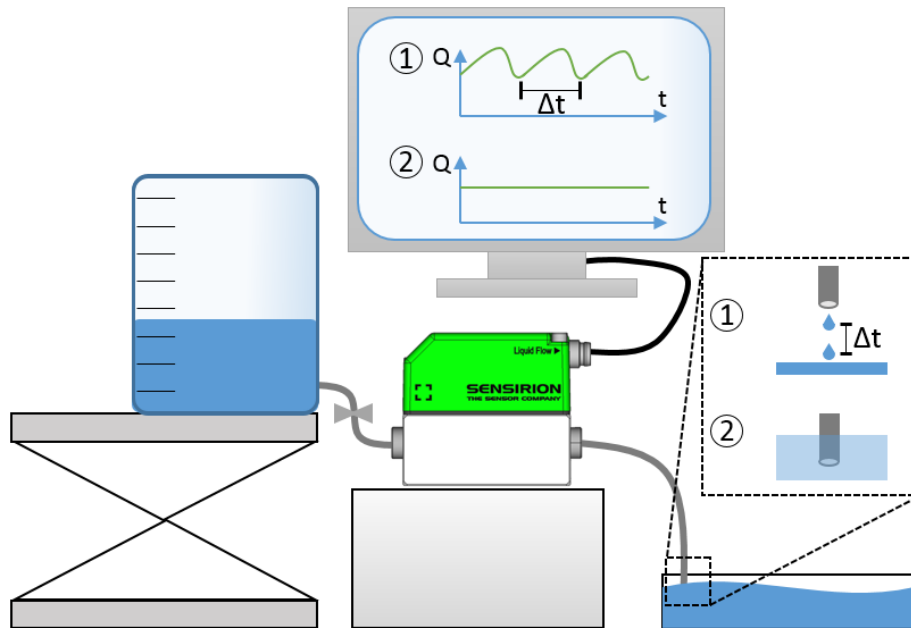 ① Q
Δt
t
② Q
t
Liquid Flow ►
SENSIRION
THE SENSOR COMPANY
①
Δt
②